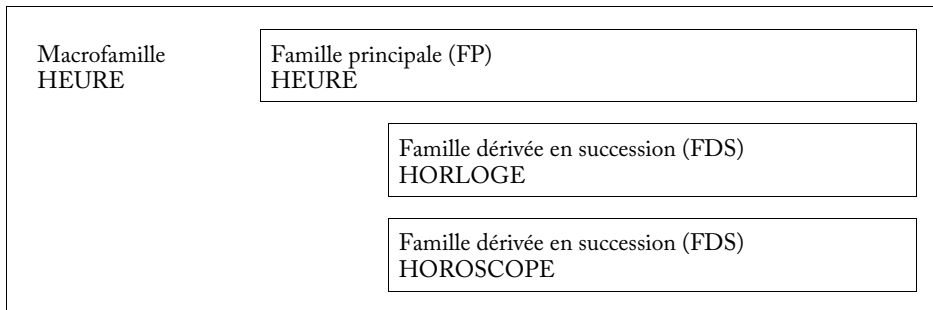 Macrofamille
HEURE
Famille principale (FP)
HEURE
Famille dérivée en succession (FDS)
HORLOGE
Famille dérivée en succession (FDS)
HOROSCOPE